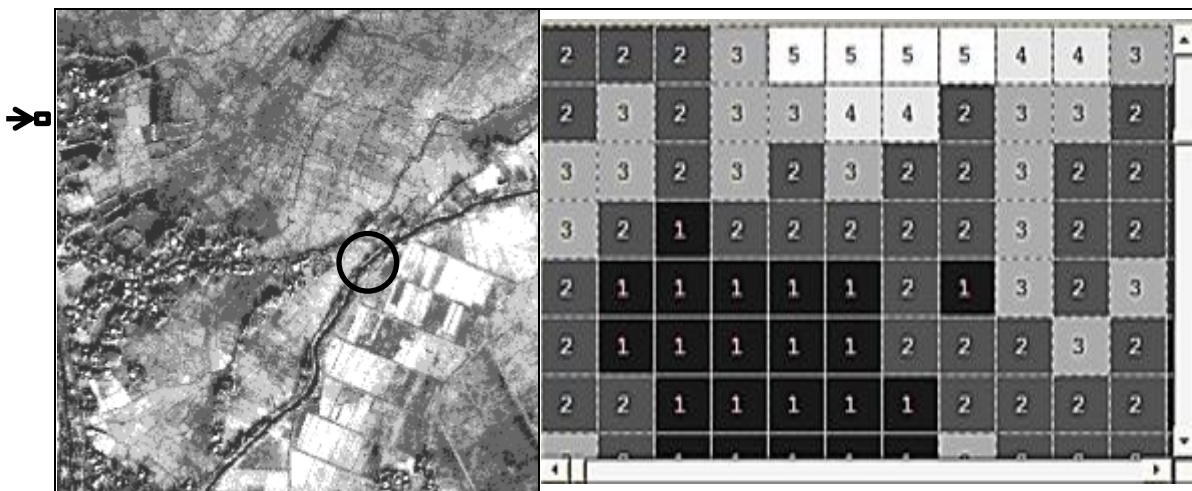 2 2 2 3 5 5 5 5 4 4 3
2 3 2 3 3 4 4 2 3 3 2
3 3 2 3 2 3 2 2 3 2 2
3 2 1 2 2 2 2 2 3 2 2
2 1 1 1 1 1 2 1 3 2 3
2 1 1 1 1 1 2 2 2 3 2
2 2 1 1 1 1 1 2 2 2 2